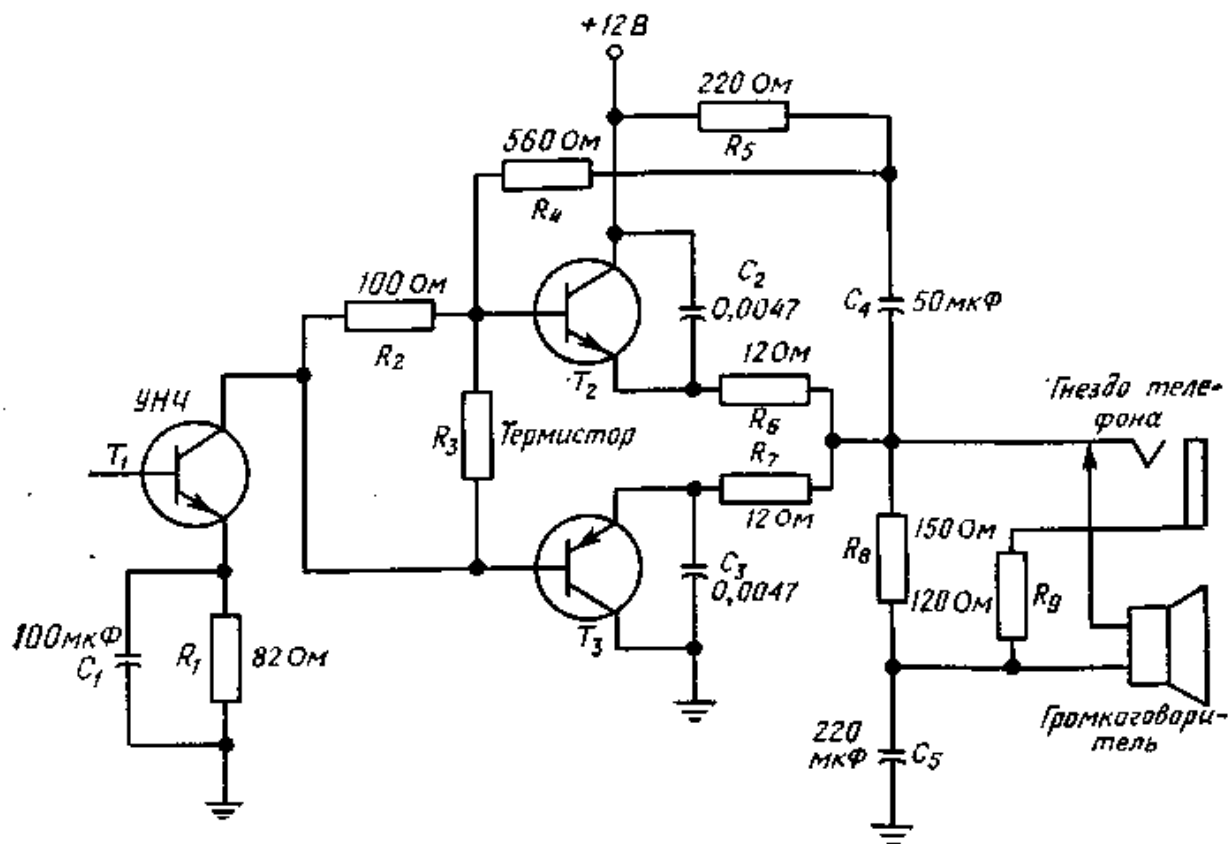 +12 В
220 Ом
R5
560 Ом
R4
100 Ом
R2
C2
0,0047
C4
50 мкФ
T2
12 Ом
R6
Гнездо теле-
фона
УНЧ
T1
R3
Термистор
R7
12 Ом
C3
0,0047
R8
150 Ом
120 Ом
R9
T3
100 мкФ
C1
R1
82 Ом
Громкоговори-
тель
220
мкФ
C5